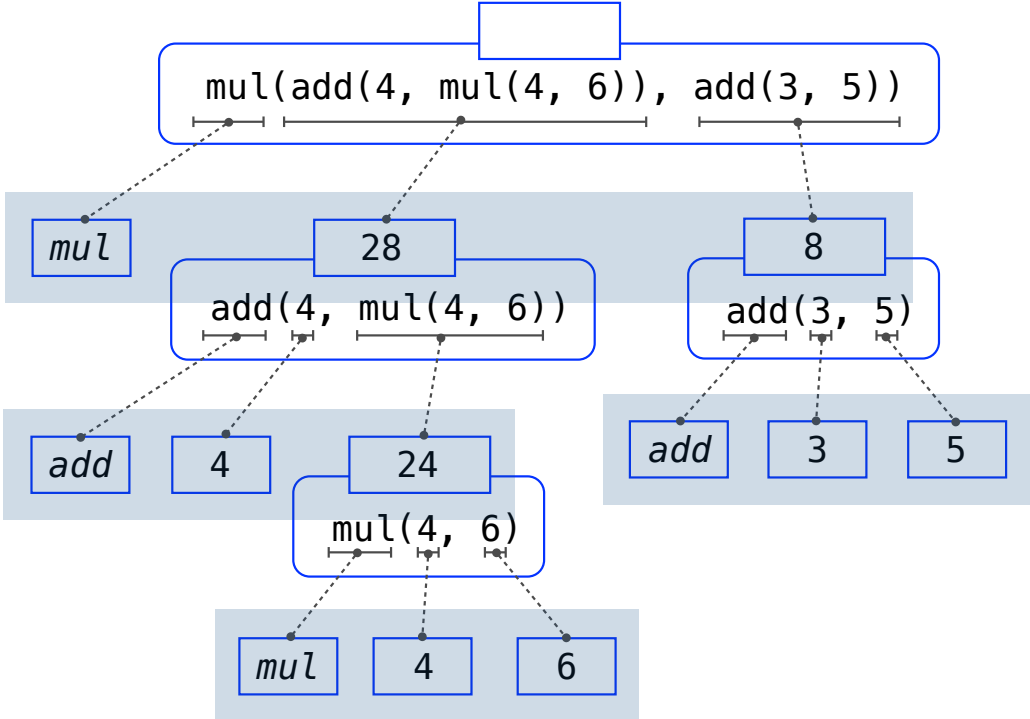 mul(add(4, mul(4, 6)), add(3, 5))
mul
28
8
add(4, mul(4, 6))
add(3, 5)
add
4
24
add
3
5
mul(4, 6)
mul
4
6